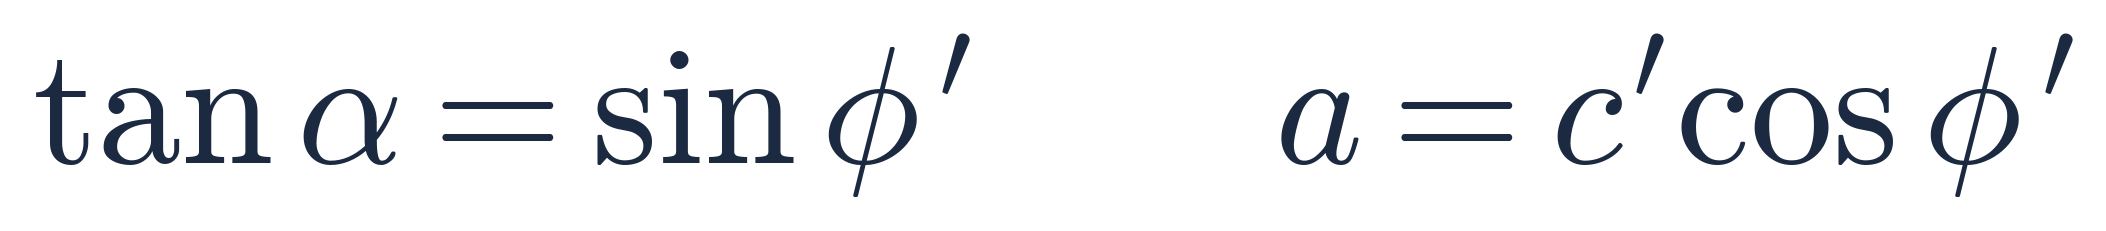 tan α = sin ϕ′ a = c′ cos ϕ′